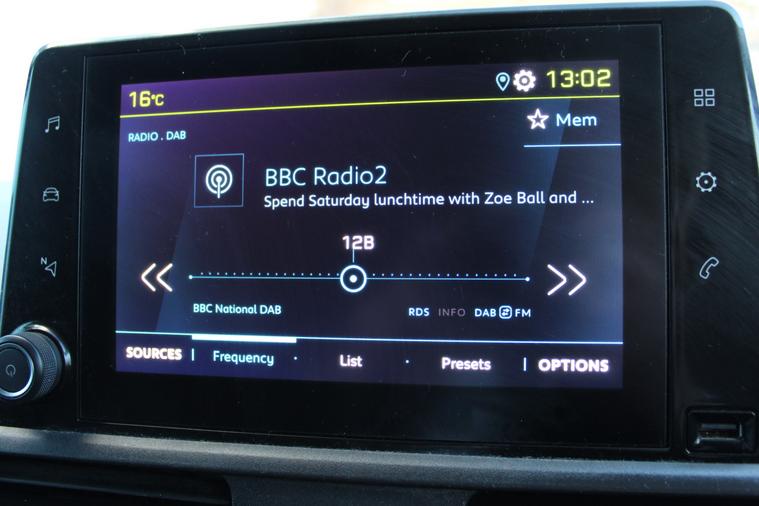 16°C 13:02
Mem
RADIO . DAB
BBC Radio2
Spend Saturday lunchtime with Zoe Ball and ...
12B
BBC National DAB RDS INFO DAB FM
SOURCES Frequency List Presets OPTIONS
N